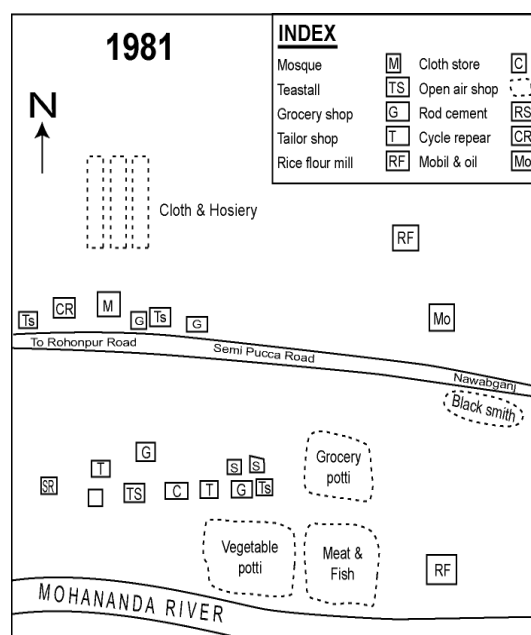 1981
INDEX
Mosque M Cloth store C
Teastall TS Open air shop
Grocery shop G Rod cement RS
Tailor shop T Cycle repear CR
Rice flour mill RF Mobil & oil Mo
N
Cloth & Hosiery
RF
Ts CR M G Ts G Mo
To Rohonpur Road Semi Pucca Road Nawabganj
Black smith
G
T S S
Grocery
potti
SR TS C T G Ts
Vegetable
potti
Meat &
Fish
RF
MOHANANDA RIVER